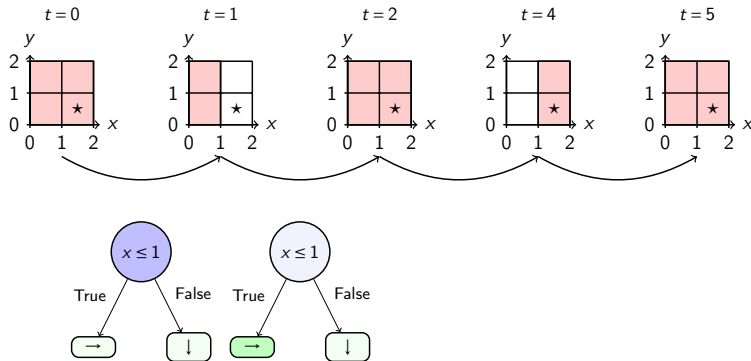 t = 0 t = 1 t = 2 t = 4 t = 5
y y y y y
2 2 2 2 2
1 1 1 1 1
⋆ ⋆ ⋆ ⋆ ⋆
0 x 0 x 0 x 0 x 0 x
0 1 2 0 1 2 0 1 2 0 1 2 0 1 2
x ≤ 1 x ≤ 1
True False True False
→ ↓ → ↓